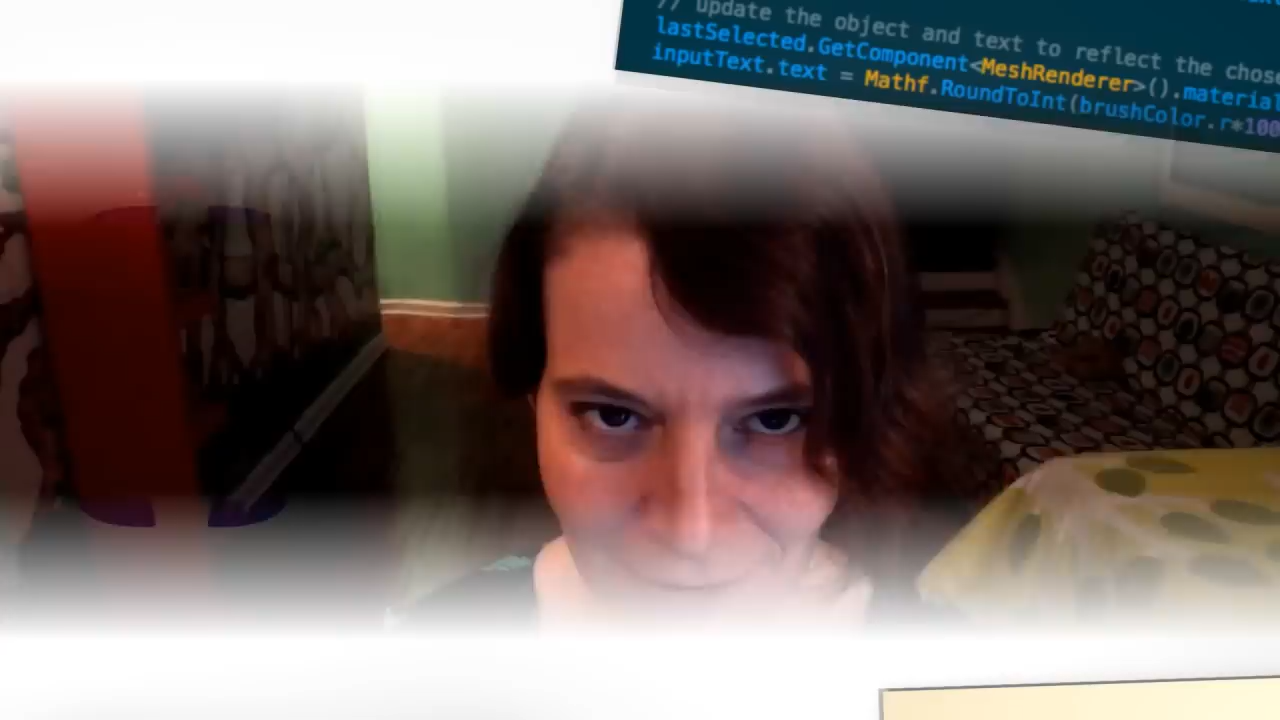 // update the object and text to reflect the chose
lastSelected.GetComponent<MeshRenderer>().material
inputText.text = Mathf.RoundToInt(brushColor.r*100